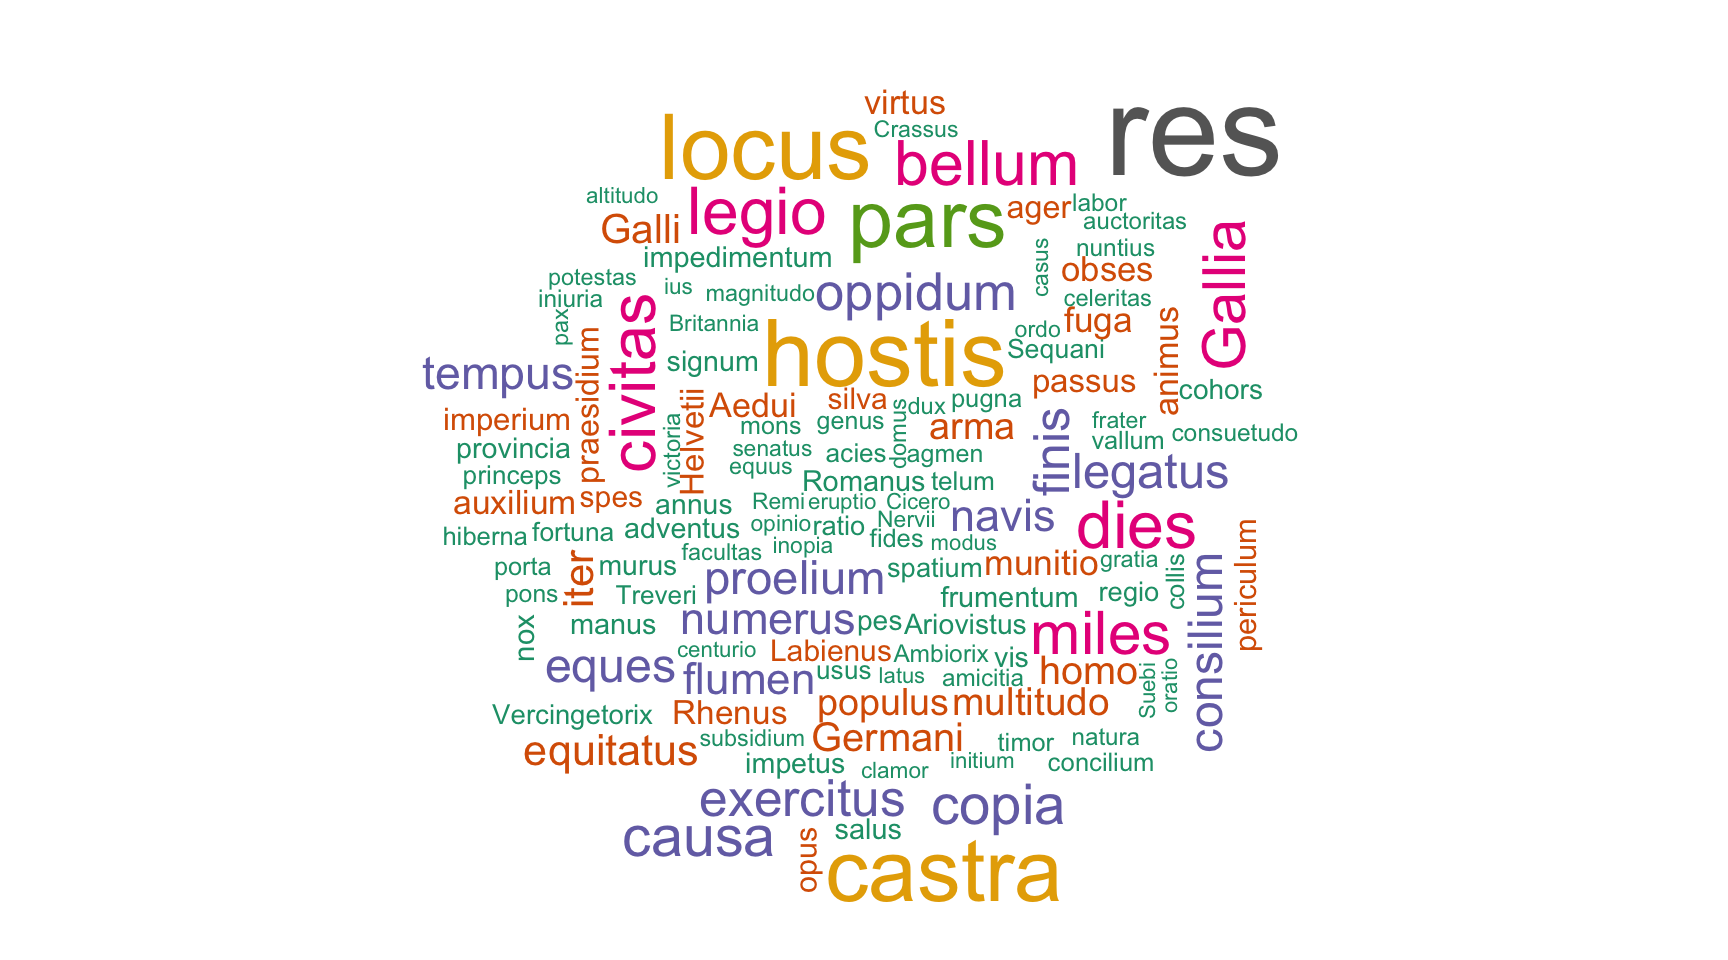 virtus
res
locus
Crassus
bellum
altitudo
legio
pars
ager
labor
auctoritas
Galli
Gallia
impedimentum
casus
nuntius
obses
potestas
ius
magnitudo
oppidum
iniuria
celeritas
pax
civitas
Britannia
hostis
ordo
fuga
animus
praesidium
signum
Sequani
tempus
passus
cohors
imperium
Helvetii
Aedui
silva
dux
pugna
mons
genus
domus
arma
finis
frater
vallum
consuetudo
provincia
victoria
senatus
acies
agmen
equus
princeps
legatus
Romanus
telum
auxilium
spes
annus
Remi
eruptio
Cicero
navis
dies
hiberna
fortuna
adventus
opinio
ratio
Nervii
fides
modus
periculum
facultas
inopia
porta
iter
murus
proelium
spatium
munitio
gratia
collis
consilium
pons
Treveri
frumentum
regio
nox
manus
numerus
pes
Ariovistus
miles
centurio
Labienus
Ambiorix
vis
eques
flumen
usus
latus
amicitia
homo
Suebi
oratio
Vercingetorix
Rhenus
populus
multitudo
equitatus
subsidium
Germani
timor
natura
impetus
clamor
initium
concilium
exercitus
copia
causa
opus
salus
castra